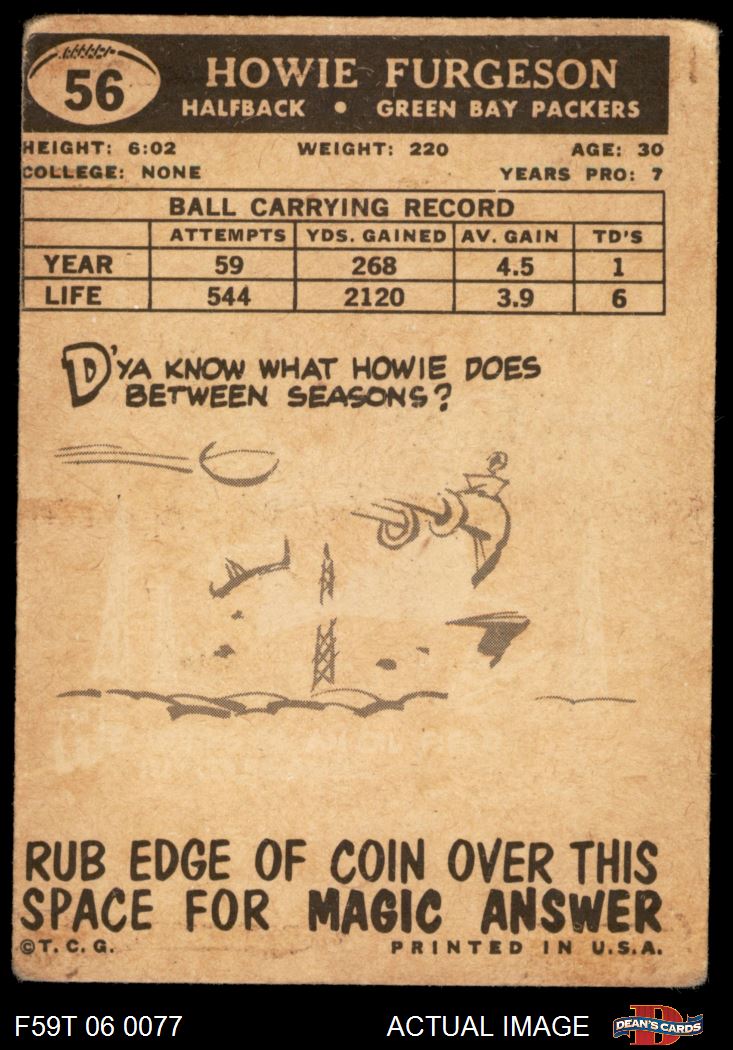 56
HOWIE FURGESON
HALFBACK • GREEN BAY PACKERS
HEIGHT: 6:02 WEIGHT: 220 AGE: 30
COLLEGE: NONE YEARS PRO: 7
BALL CARRYING RECORD
ATTEMPTS YDS. GAINED AV. GAIN TD'S
YEAR 59 268 4.5 1
LIFE 544 2120 3.9 6
D'YA KNOW WHAT HOWIE DOES
BETWEEN SEASONS?
RUB EDGE OF COIN OVER THIS
SPACE FOR MAGIC ANSWER
©T. C. G. PRINTED IN U.S.A.
F59T 06 0077 ACTUAL IMAGE DEAN'S CARDS